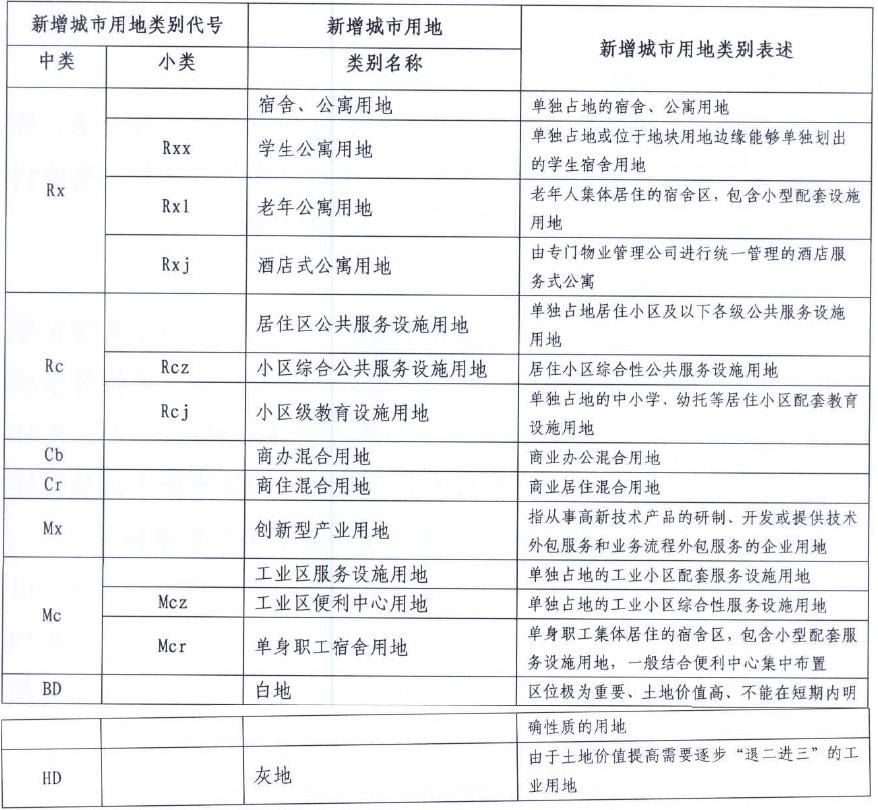 新增城市用地类别代号 新增城市用地 新增城市用地类别表述
中类 小类 类别名称
Rx 宿舍、公寓用地 单独占地的宿舍、公寓用地
Rxx 学生公寓用地 单独占地或位于地块用地边缘能够单独划出
的学生宿舍用地
Rxl 老年公寓用地 老年人集体居住的宿舍区,包含小型配套设施
用地
Rxj 酒店式公寓用地 由专门物业管理公司进行统一管理的酒店服
务式公寓
Rc 居住区公共服务设施用地 单独占地居住小区及以下各级公共服务设施
用地
Rcz 小区综合公共服务设施用地 居住小区综合性公共服务设施用地
Rcj 小区级教育设施用地 单独占地的中小学、幼托等居住小区配套教育
设施用地
Cb 商办混合用地 商业办公混合用地
Cr 商住混合用地 商业居住混合用地
Mx 创新型产业用地 指从事高新技术产品的研制、开发或提供技术
外包服务和业务流程外包服务的企业用地
Mc 工业区服务设施用地 单独占地的工业小区配套服务设施用地
Mcz 工业区便利中心用地 单独占地的工业小区综合性服务设施用地
Mcr 单身职工宿舍用地 单身职工集体居住的宿舍区,包含小型配套服
务设施用地,一般结合便利中心集中布置
BD 白地 区位极为重要、土地价值高、不能在短期内明
确性质的用地
HD 灰地 由于土地价值提高需要逐步“退二进三”的工
业用地